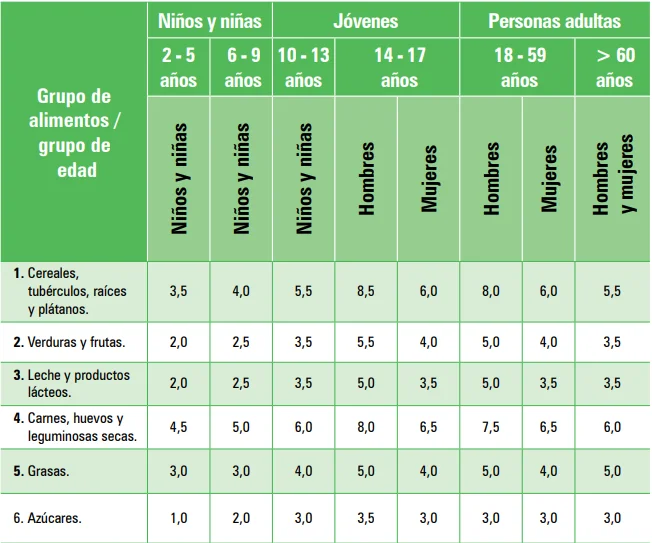 Niños y niñas Jóvenes Personas adultas
2 - 5 años 6 - 9 años 10 - 13 años 14 - 17 años 18 - 59 años > 60 años
Grupo de alimentos / grupo de edad
Niños y niñas Niños y niñas Niños y niñas Hombres Mujeres Hombres Mujeres Hombres y mujeres
1. Cereales, tubérculos, raíces y plátanos. 3,5 4,0 5,5 8,5 6,0 8,0 6,0 5,5
2. Verduras y frutas. 2,0 2,5 3,5 5,5 4,0 5,0 4,0 3,5
3. Leche y productos lácteos. 2,0 2,5 3,5 5,0 3,5 5,0 3,5 3,5
4. Carnes, huevos y leguminosas secas. 4,5 5,0 6,0 8,0 6,5 7,5 6,5 6,0
5. Grasas. 3,0 3,0 4,0 5,0 4,0 5,0 4,0 5,0
6. Azúcares. 1,0 2,0 3,0 3,5 3,0 3,0 3,0 3,0